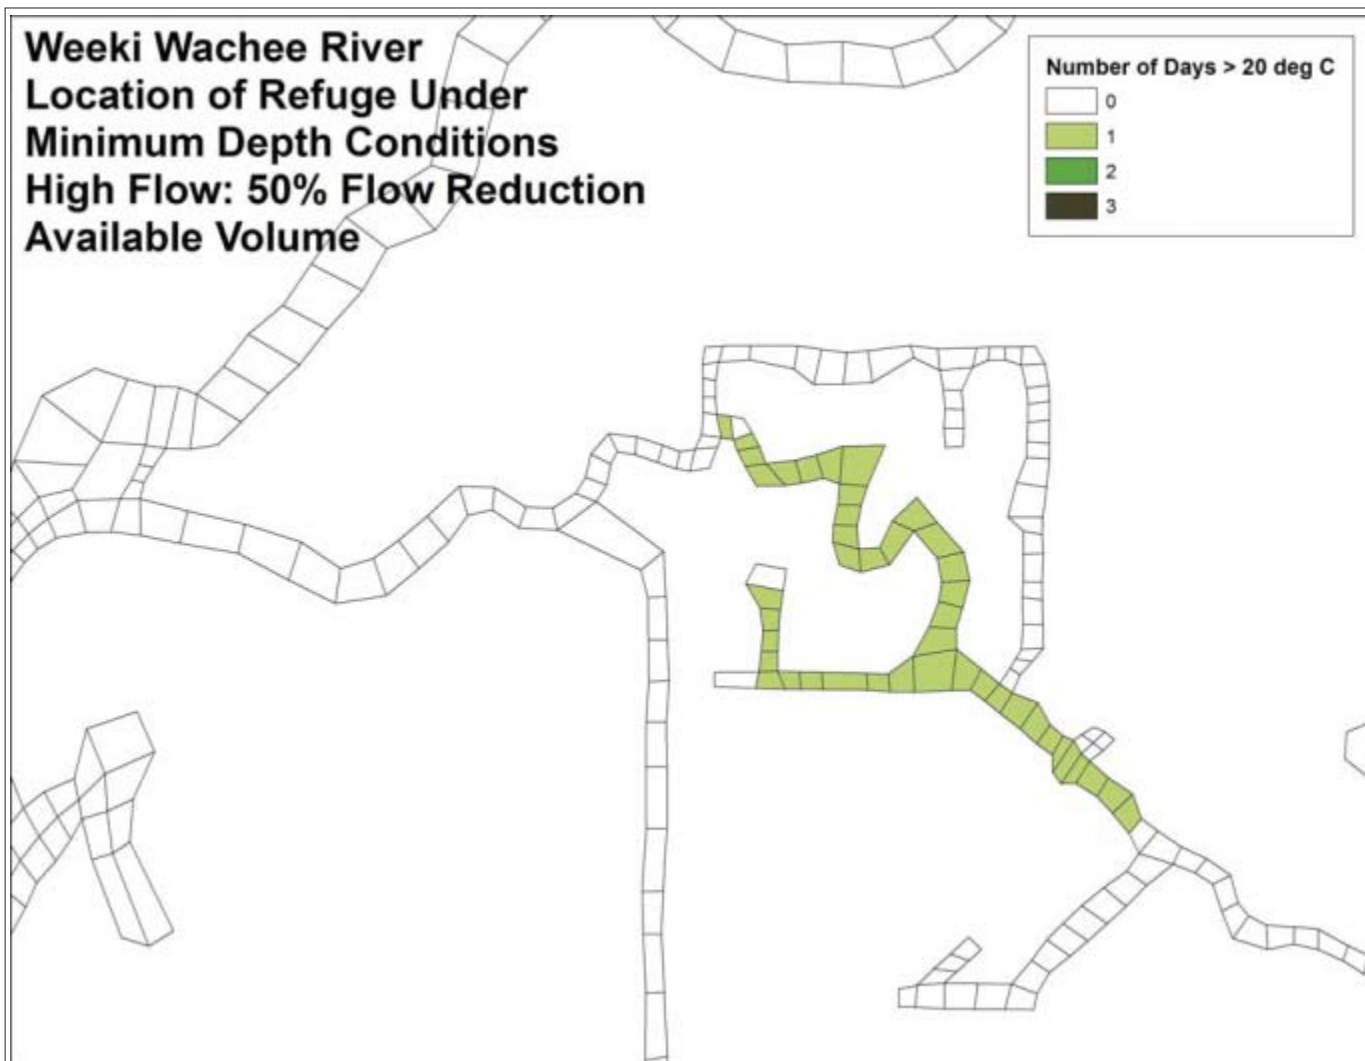 Weeki Wachee River
Location of Refuge Under
Minimum Depth Conditions
High Flow: 50% Flow Reduction
Available Volume
Number of Days > 20 deg C
0
1
2
3